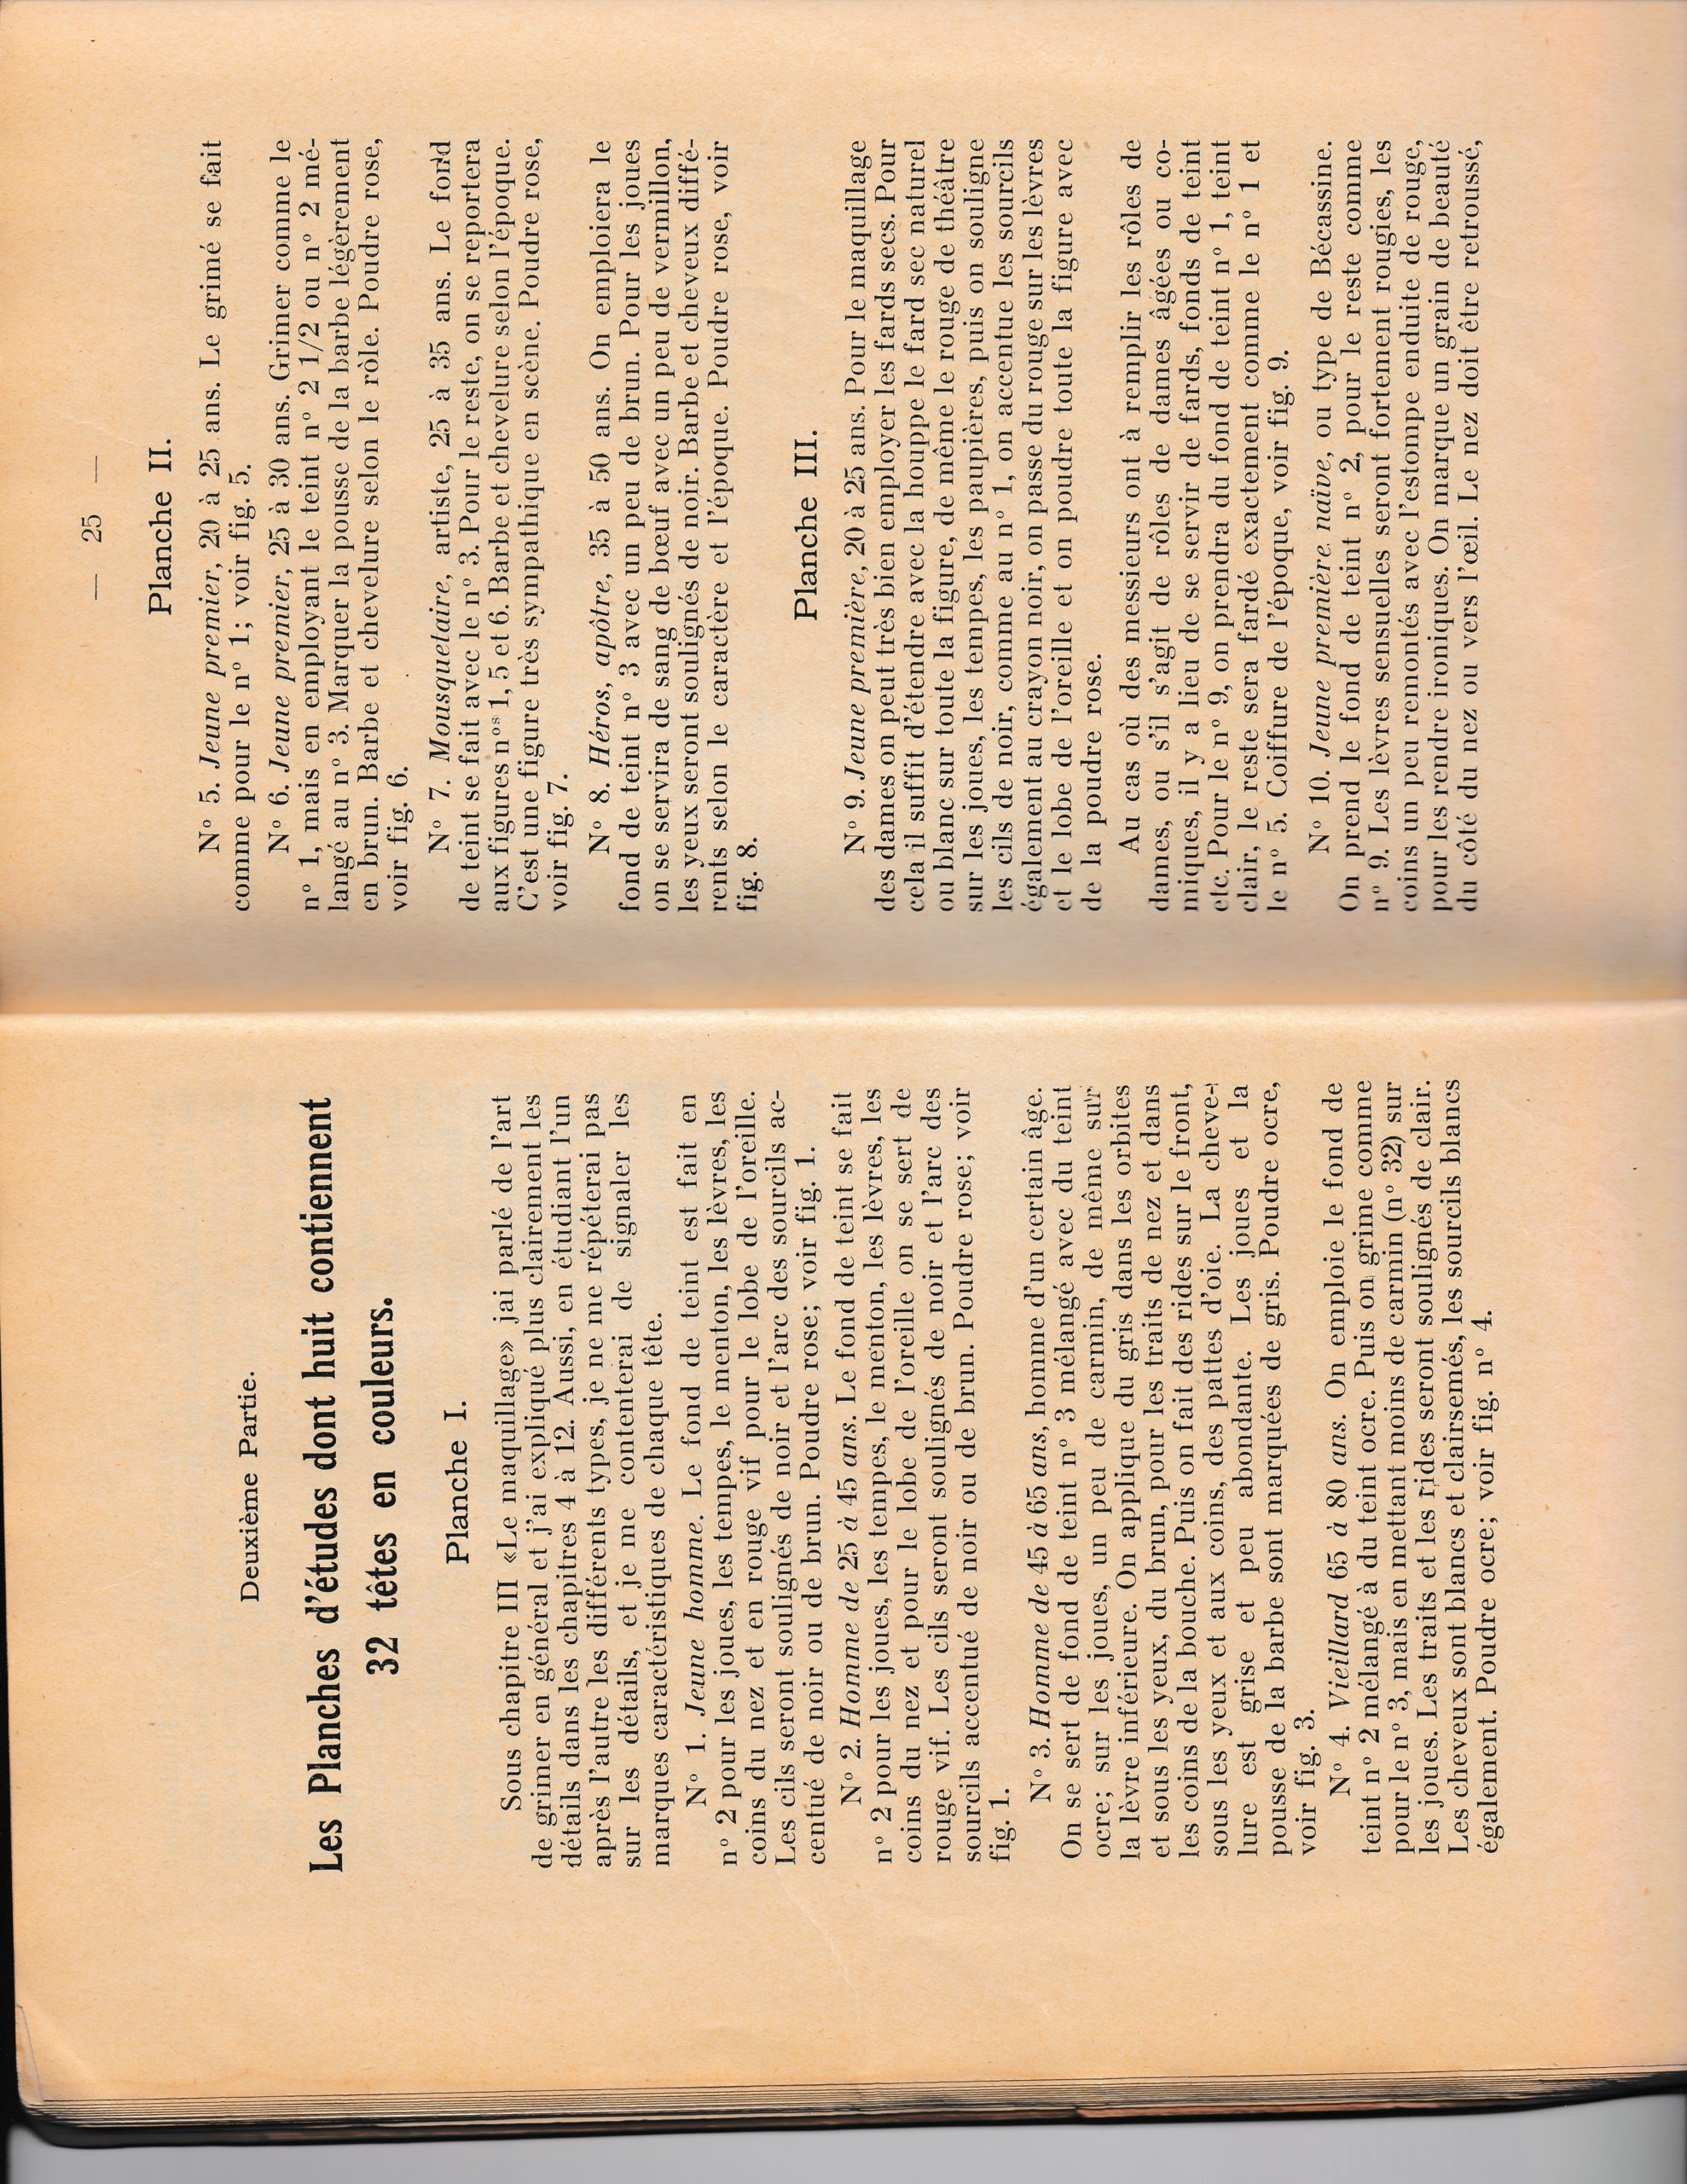 Deuxième Partie.
Les Planches d'études dont huit contiennent
32 têtes en couleurs.
Planche I.
Sous chapitre III «Le maquillage» jai parlé de l'art
de grimer en général et j'ai expliqué plus clairement les
détails dans les chapitres 4 à 12. Aussi, en étudiant l'un
après l'autre les différents types, je ne me répéterai pas
sur les détails, et je me contenterai de signaler les
marques caractéristiques de chaque tête.
Nº 1. Jeune homme. Le fond de teint est fait en
nº 2 pour les joues, les tempes, le menton, les lèvres, les
coins du nez et en rouge vif pour le lobe de l'oreille.
Les cils seront soulignés de noir et l'arc des sourcils ac-
centué de noir ou de brun. Poudre rose; voir fig. 1.
Nº 2. Homme de 25 à 45 ans. Le fond de teint se fait
nº 2 pour les joues, les tempes, le menton, les lèvres, les
coins du nez et pour le lobe de l'oreille on se sert de
rouge vif. Les cils seront soulignés de noir et l'arc des
sourcils accentué de noir ou de brun. Poudre rose; voir
fig. 1.
Nº 3. Homme de 45 à 65 ans, homme d'un certain âge.
On se sert de fond de teint nº 3 mélangé avec du teint
ocre; sur les joues, un peu de carmin, de même sur
la lèvre inférieure. On applique du gris dans les orbites
et sous les yeux, du brun, pour les traits de nez et dans
les coins de la bouche. Puis on fait des rides sur le front,
sous les yeux et aux coins, des pattes d'oie. La cheve-
lure est grise et peu abondante. Les joues et la
pousse de la barbe sont marquées de gris. Poudre ocre,
voir fig. 3.
Nº 4. Vieillard 65 à 80 ans. On emploie le fond de
teint nº 2 mélangé à du teint ocre. Puis on grime comme
pour le nº 3, mais en mettant moins de carmin (nº 32) sur
les joues. Les traits et les rides seront soulignés de clair.
Les cheveux sont blancs et clairsemés, les sourcils blancs
également. Poudre ocre; voir fig. nº 4.
— 25 —
Planche II.
Nº 5. Jeune premier, 20 à 25 ans. Le grimé se fait
comme pour le nº 1; voir fig. 5.
Nº 6. Jeune premier, 25 à 30 ans. Grimer comme le
nº 1, mais en employant le teint nº 2 1/2 ou nº 2 mé-
langé au nº 3. Marquer la pousse de la barbe légèrement
en brun. Barbe et chevelure selon le rôle. Poudre rose,
voir fig. 6.
Nº 7. Mousquetaire, artiste, 25 à 35 ans. Le fond
de teint se fait avec le nº 3. Pour le reste, on se reportera
aux figures nºˢ 1, 5 et 6. Barbe et chevelure selon l'époque.
C'est une figure très sympathique en scène. Poudre rose,
voir fig. 7.
Nº 8. Héros, apôtre, 35 à 50 ans. On emploiera le
fond de teint nº 3 avec un peu de brun. Pour les joues
on se servira de sang de bœuf avec un peu de vermillon,
les yeux seront soulignés de noir. Barbe et cheveux diffé-
rents selon le caractère et l'époque. Poudre rose, voir
fig. 8.
Planche III.
Nº 9. Jeune première, 20 à 25 ans. Pour le maquillage
des dames on peut très bien employer les fards secs. Pour
cela il suffit d'étendre avec la houppe le fard sec naturel
ou blanc sur toute la figure, de même le rouge de théâtre
sur les joues, les tempes, les paupières, puis on souligne
les cils de noir, comme au nº 1, on accentue les sourcils
également au crayon noir, on passe du rouge sur les lèvres
et le lobe de l'oreille et on poudre toute la figure avec
de la poudre rose.
Au cas où des messieurs ont à remplir les rôles de
dames, ou s'il s'agit de rôles de dames âgées ou co-
miques, il y a lieu de se servir de fards, fonds de teint
etc. Pour le nº 9, on prendra du fond de teint nº 1, teint
clair, le reste sera fardé exactement comme le nº 1 et
le nº 5. Coiffure de l'époque, voir fig. 9.
Nº 10. Jeune première naïve, ou type de Bécassine.
On prend le fond de teint nº 2, pour le reste comme
nº 9. Les lèvres sensuelles seront fortement rougies, les
coins un peu remontés avec l'estompe enduite de rouge,
pour les rendre ironiques. On marque un grain de beauté
du côté du nez ou vers l'œil. Le nez doit être retroussé,